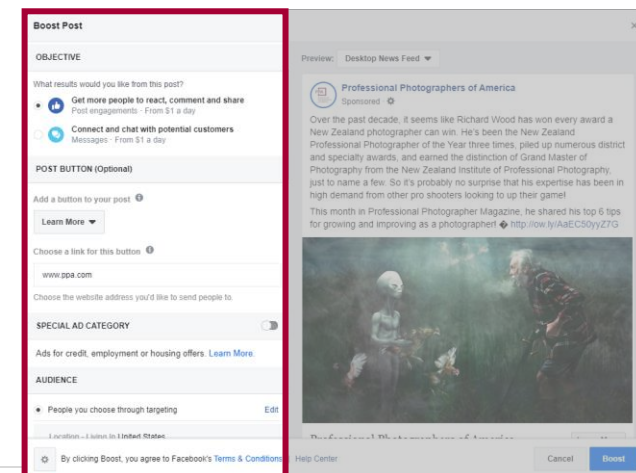 Boost Post
OBJECTIVE
What results would you like from this post?
Get more people to react, comment and share
Post engagements · From $1 a day
Connect and chat with potential customers
Messages · From $1 a day
POST BUTTON (Optional)
Add a button to your post
Learn More
Choose a link for this button
www.ppa.com
Choose the website address you'd like to send people to.
SPECIAL AD CATEGORY
Ads for credit, employment or housing offers. Learn More.
AUDIENCE
People you choose through targeting Edit
Location - Living in United States
By clicking Boost, you agree to Facebook's Terms & Conditions | Help Center
Preview: Desktop News Feed
Professional Photographers of America
Sponsored
Over the past decade, it seems like Richard Wood has won every award a
New Zealand photographer can win. He's been the New Zealand
Professional Photographer of the Year three times, piled up numerous district
and specialty awards, and earned the distinction of Grand Master of
Photography from the New Zealand Institute of Professional Photography,
just to name a few. So it's probably no surprise that his expertise has been in
high demand from other pro shooters looking to up their game!
This month in Professional Photographer Magazine, he shared his top 6 tips
for growing and improving as a photographer! � http://ow.ly/AaEC50yyZ7G
Professional Photographers of America
Cancel
Boost